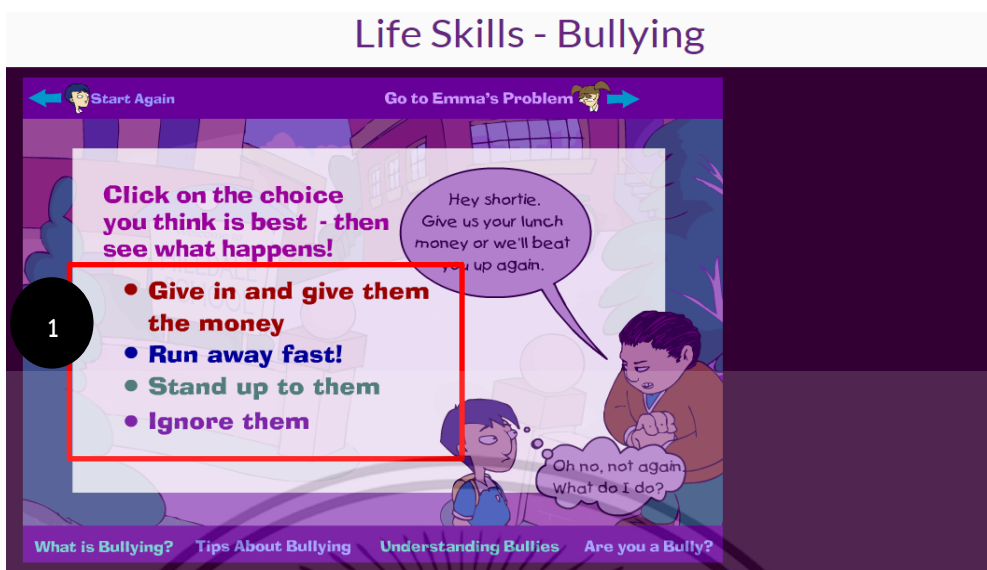 Life Skills - Bullying
Start Again
Go to Emma's Problem
Click on the choice
you think is best - then
see what happens!
Hey shortie.
Give us your lunch
money or we'll beat
you up again.
1
• Give in and give them
the money
• Run away fast!
• Stand up to them
• Ignore them
Oh no, not again.
What do I do?
What is Bullying? Tips About Bullying Understanding Bullies Are you a Bully?